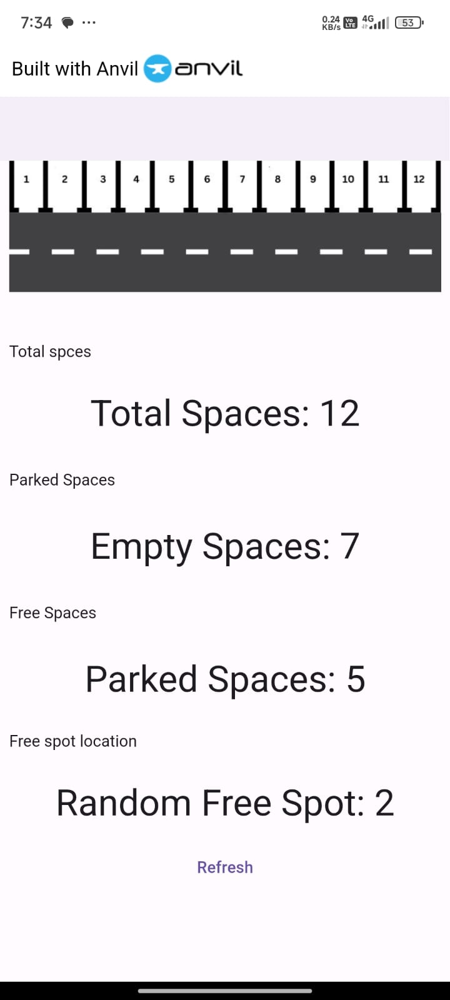 7:34 ...
0.24 KB/s Vo LTE 4G 53
Built with Anvil anvil
1 2 3 4 5 6 7 8 9 10 11 12
Total spces
Total Spaces: 12
Parked Spaces
Empty Spaces: 7
Free Spaces
Parked Spaces: 5
Free spot location
Random Free Spot: 2
Refresh